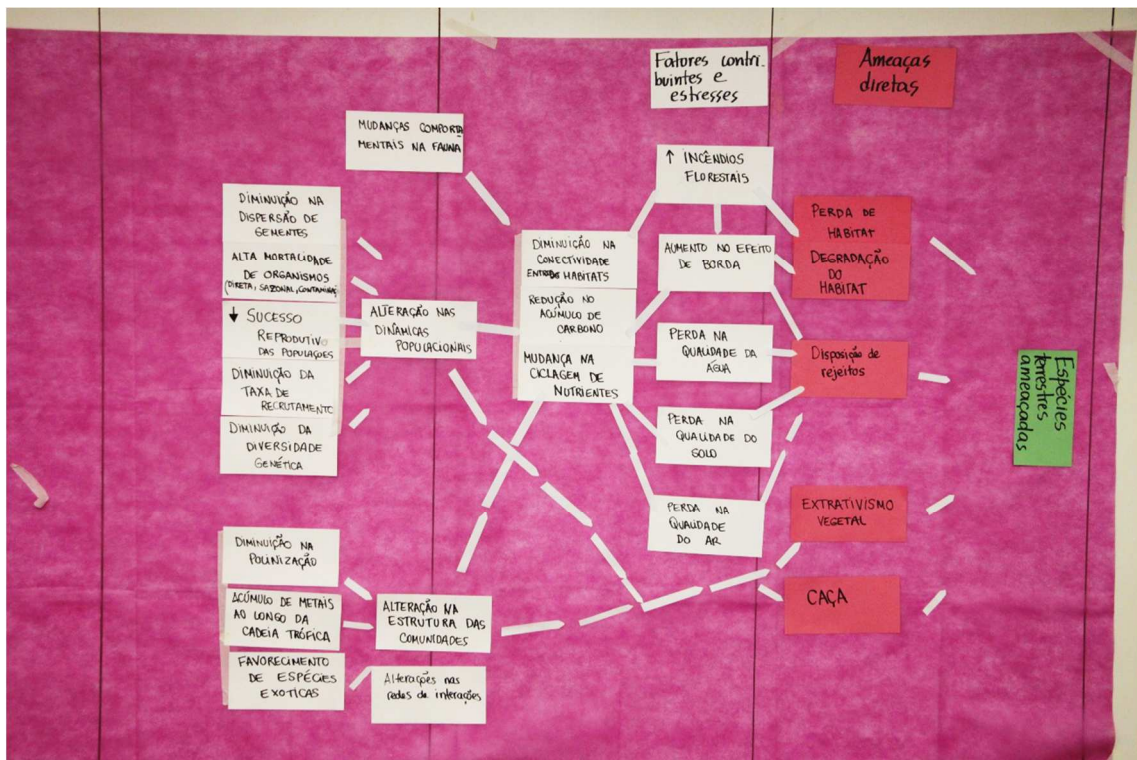 Fatores contri.
buintes e
estresses
Ameaças
diretas
MUDANÇAS COMPORTA
MENTAIS NA FAUNA
DIMINUIÇÃO NA
DISPERSÃO DE
SEMENTES
ALTA MORTALIDADE
DE ORGANISMOS
(DIRETA, SAZONAL, CONTAMINAÇ)
↓ SUCESSO
REPRODUTIVO
DAS POPULAÇÕES
DIMINUIÇÃO DA
TAXA DE
RECRUTAMENTO
DIMINUIÇÃO DA
DIVERSIDADE
GENÉTICA
ALTERAÇÃO NAS
DINÂMICAS
POPULACIONAIS
DIMINUIÇÃO NA
CONECTIVIDADE
ENTRE HABITATS
REDUÇÃO NO
ACÚMULO DE
CARBONO
MUDANÇA NA
CICLAGEM DE
NUTRIENTES
↑ INCÊNDIOS
FLORESTAIS
AUMENTO NO EFEITO
DE BORDA
PERDA NA
QUALIDADE DA
ÁGUA
PERDA NA
QUALIDADE DO
SOLO
PERDA NA
QUALIDADE
DO AR
PERDA DE
HABITAT
DEGRADAÇÃO
DO
HABITAT
Disposição de
rejeitos
EXTRATIVISMO
VEGETAL
CAÇA
Espécies
terrestres
ameaçadas
DIMINUIÇÃO NA
POLINIZAÇÃO
ACÚMULO DE METAIS
AO LONGO DA
CADEIA TRÓFICA
FAVORECIMENTO
DE ESPÉCIES
EXOTICAS
ALTERAÇÃO NA
ESTRUTURA DAS
COMUNIDADES
Alterações nas
redes de interações